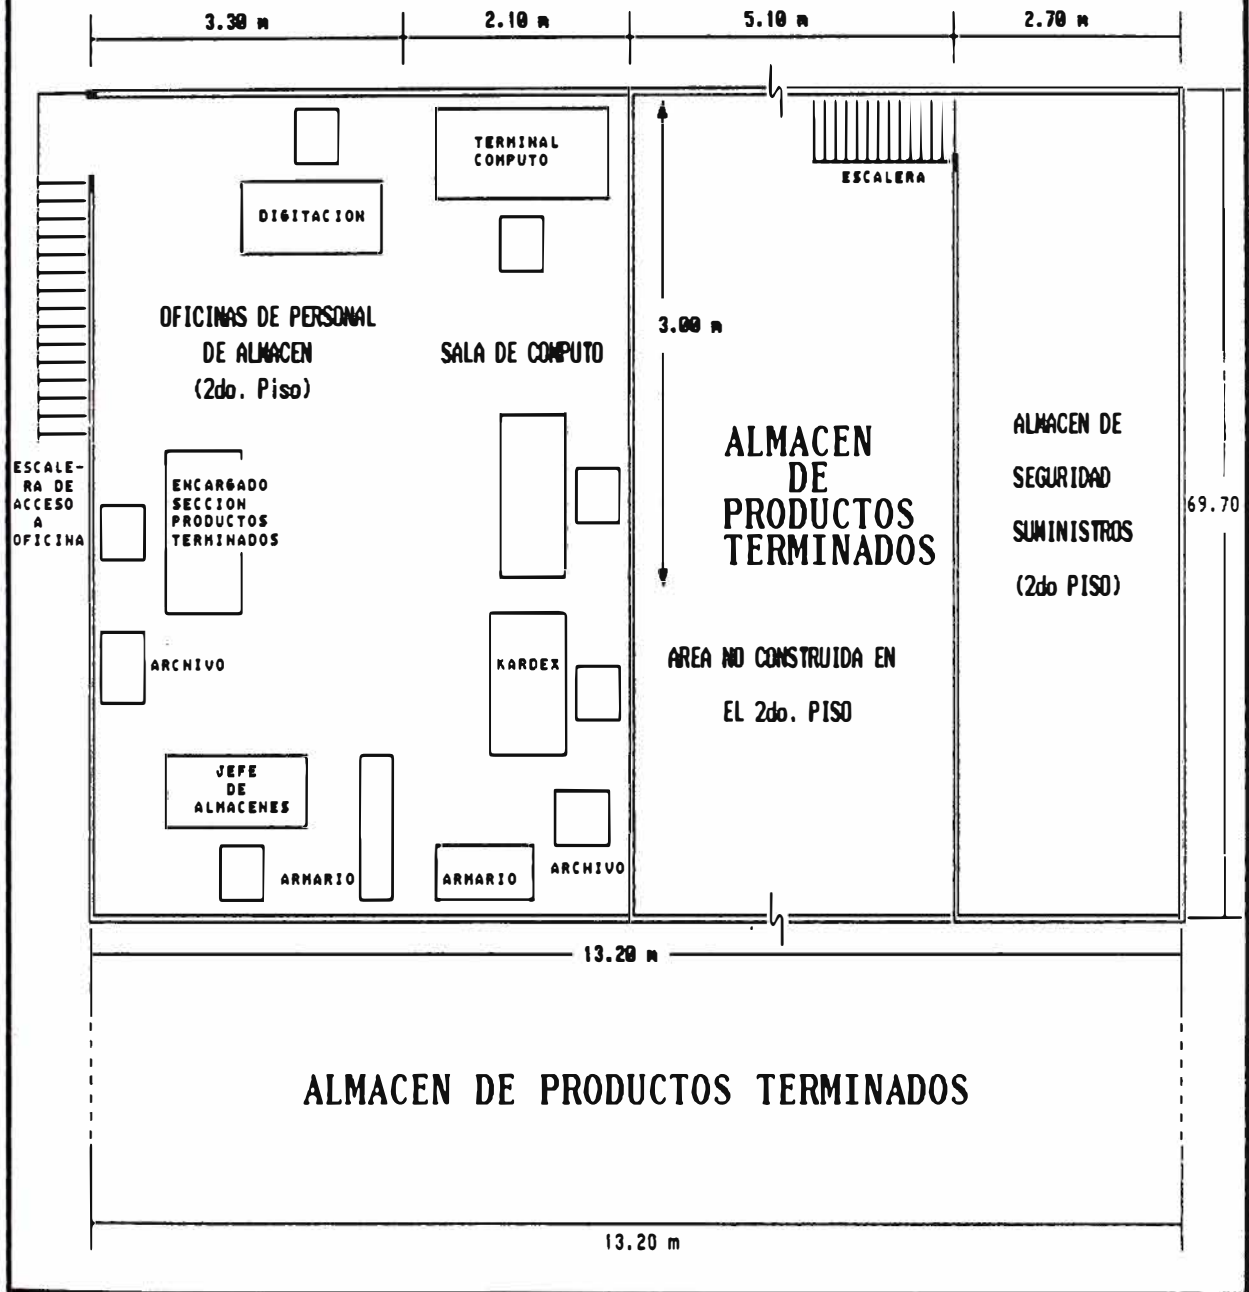 3.30 m
2.10 m
5.10 m
2.70 m
TERMINAL
COMPUTO
ESCALERA
DIGITACION
OFICINAS DE PERSONAL
DE ALMACEN
(2do. Piso)
SALA DE COMPUTO
3.00 m
ALMACEN
DE
PRODUCTOS
TERMINADOS
ALMACEN DE
SEGURIDAD
SUMINISTROS
(2do PISO)
69.70
ESCALE-
RA DE
ACCESO
A
OFICINA
ENCARGADO
SECCION
PRODUCTOS
TERMINADOS
ARCHIVO
KARDEX
AREA NO CONSTRUIDA EN
EL 2do. PISO
JEFE
DE
ALMACENES
ARMARIO
ARMARIO
ARCHIVO
13.20 m
ALMACEN DE PRODUCTOS TERMINADOS
13.20 m